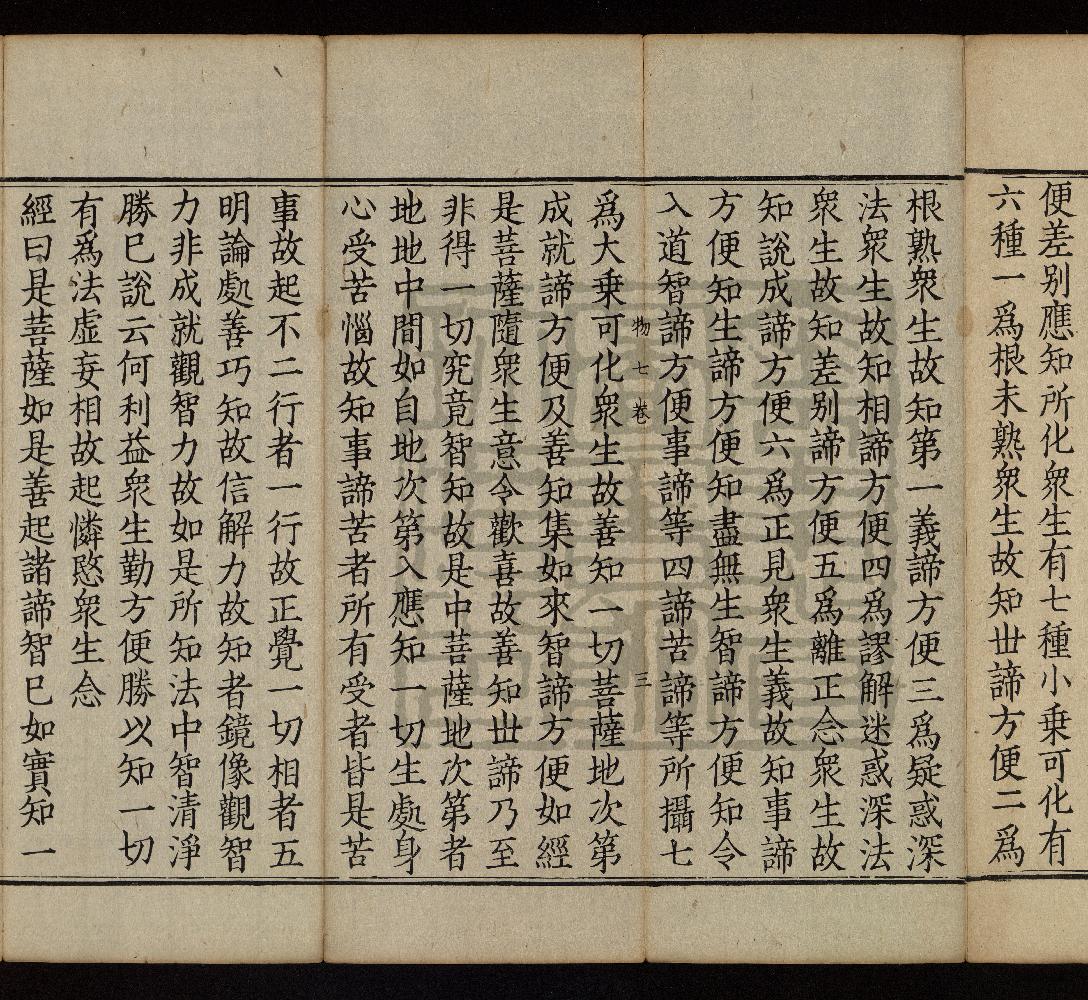 便差别應知所化衆生有七種小乗可化有
六種一爲根未熟衆生故知丗諦方便二爲
根熟衆生故知第一義諦方便三爲疑惑深
法衆生故知相諦方便四爲謬解迷惑深法
衆生故知差别諦方便五爲離正念衆生故
知說成諦方便六爲正見衆生義故知事諦
方便知生諦方便知盡無生智諦方便知令
入道智諦方便事諦等四諦苦諦等所攝七
物七卷 三
爲大乗可化衆生故善知一切菩薩地次第
成就諦方便及善知集如來智諦方便如經
是菩薩隨衆生意令歡喜故善知丗諦乃至
非得一切究竟智知故是中菩薩地次第者
地地中間如自地次第入應知一切生處身
心受苦惱故知事諦苦者所有受者皆是苦
事故起不二行者一行故正覺一切相者五
明論處善巧知故信解力故知者鏡像觀智
力非成就觀智力故如是所知法中智清淨
勝巳說云何利益衆生勤方便勝以知一切
有爲法虛妄相故起憐愍衆生念
經曰是菩薩如是善起諸諦智巳如實知一